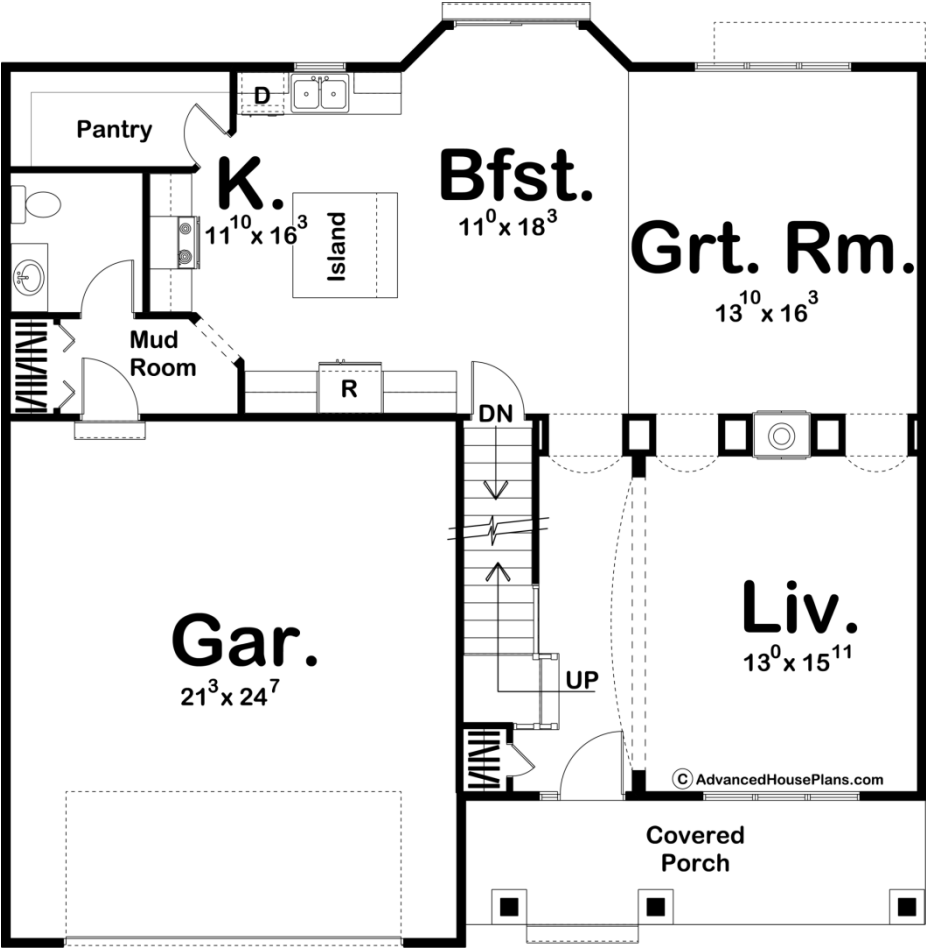 D
Pantry
K.
11¹⁰ x 16³
Island
Bfst.
11⁰ x 18³
Grt. Rm.
13¹⁰ x 16³
Mud
Room
R
DN
Gar.
21³ x 24⁷
Liv.
13⁰ x 15¹¹
UP
© AdvancedHousePlans.com
Covered
Porch